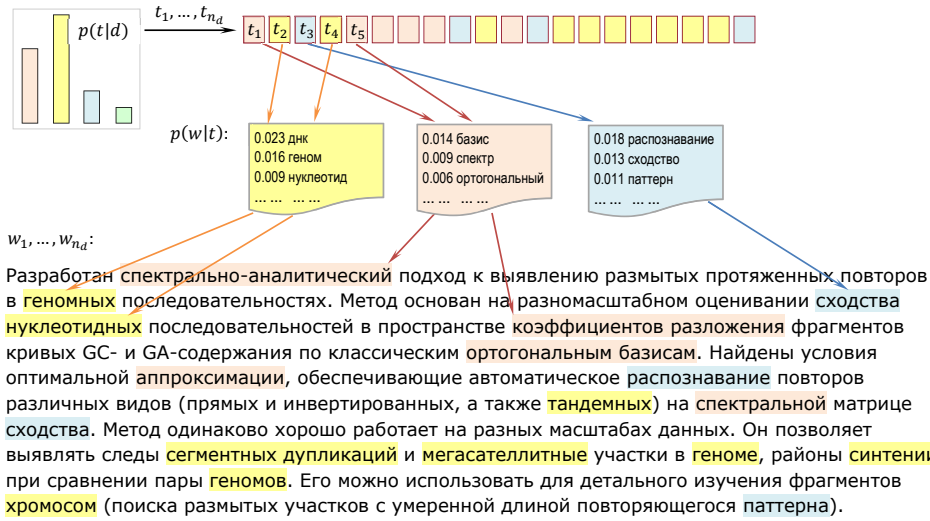 p(t|d)
t₁, … , tₙ_d
t₁ t₂ t₃ t₄ t₅
p(w|t):
0.023 днк
0.016 геном
0.009 нуклеотид
… … … …
0.014 базис
0.009 спектр
0.006 ортогональный
… … … …
0.018 распознавание
0.013 сходство
0.011 паттерн
… … … …
w₁, … , wₙ_d:
Разработан спектрально-аналитический подход к выявлению размытых протяженных повторов
в геномных последовательностях. Метод основан на разномасштабном оценивании сходства
нуклеотидных последовательностей в пространстве коэффициентов разложения фрагментов
кривых GC- и GA-содержания по классическим ортогональным базисам. Найдены условия
оптимальной аппроксимации, обеспечивающие автоматическое распознавание повторов
различных видов (прямых и инвертированных, а также тандемных) на спектральной матрице
сходства. Метод одинаково хорошо работает на разных масштабах данных. Он позволяет
выявлять следы сегментных дупликаций и мегасателлитные участки в геноме, районы синтении
при сравнении пары геномов. Его можно использовать для детального изучения фрагментов
хромосом (поиска размытых участков с умеренной длиной повторяющегося паттерна).